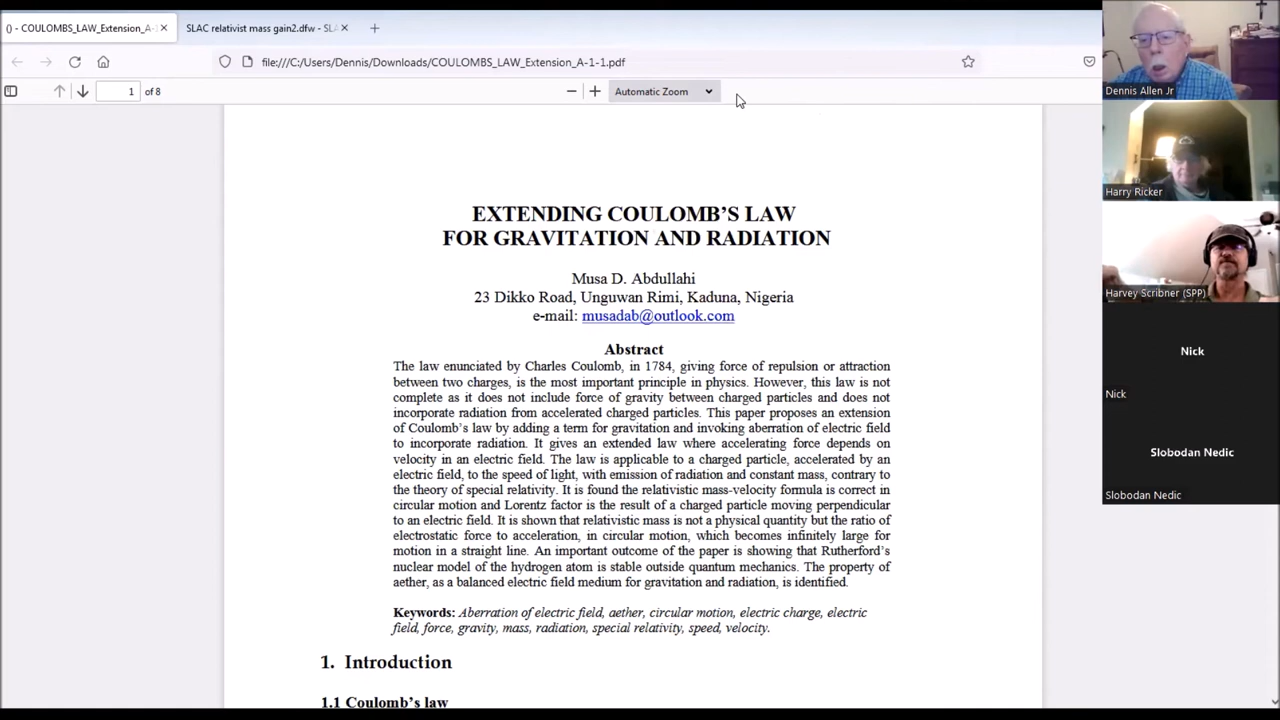 () - COULOMBS_LAW_Extension_A-
SLAC relativist mass gain2.dfw - SLA
file:///C:/Users/Dennis/Downloads/COULOMBS_LAW_Extension_A-1-1.pdf
1 of 8
Automatic Zoom
EXTENDING COULOMB'S LAW
FOR GRAVITATION AND RADIATION
Musa D. Abdullahi
23 Dikko Road, Unguwan Rimi, Kaduna, Nigeria
e-mail: musadab@outlook.com
Abstract
The law enunciated by Charles Coulomb, in 1784, giving force of repulsion or attraction
between two charges, is the most important principle in physics. However, this law is not
complete as it does not include force of gravity between charged particles and does not
incorporate radiation from accelerated charged particles. This paper proposes an extension
of Coulomb's law by adding a term for gravitation and invoking aberration of electric field
to incorporate radiation. It gives an extended law where accelerating force depends on
velocity in an electric field. The law is applicable to a charged particle, accelerated by an
electric field, to the speed of light, with emission of radiation and constant mass, contrary to
the theory of special relativity. It is found the relativistic mass-velocity formula is correct in
circular motion and Lorentz factor is the result of a charged particle moving perpendicular
to an electric field. It is shown that relativistic mass is not a physical quantity but the ratio of
electrostatic force to acceleration, in circular motion, which becomes infinitely large for
motion in a straight line. An important outcome of the paper is showing that Rutherford's
nuclear model of the hydrogen atom is stable outside quantum mechanics. The property of
aether, as a balanced electric field medium for gravitation and radiation, is identified.
Keywords: Aberration of electric field, aether, circular motion, electric charge, electric
field, force, gravity, mass, radiation, special relativity, speed, velocity.
1. Introduction
1.1 Coulomb's law
Dennis Allen Jr
Harry Ricker
Harvey Scribner (SPP)
Nick
Nick
Slobodan Nedic
Slobodan Nedic